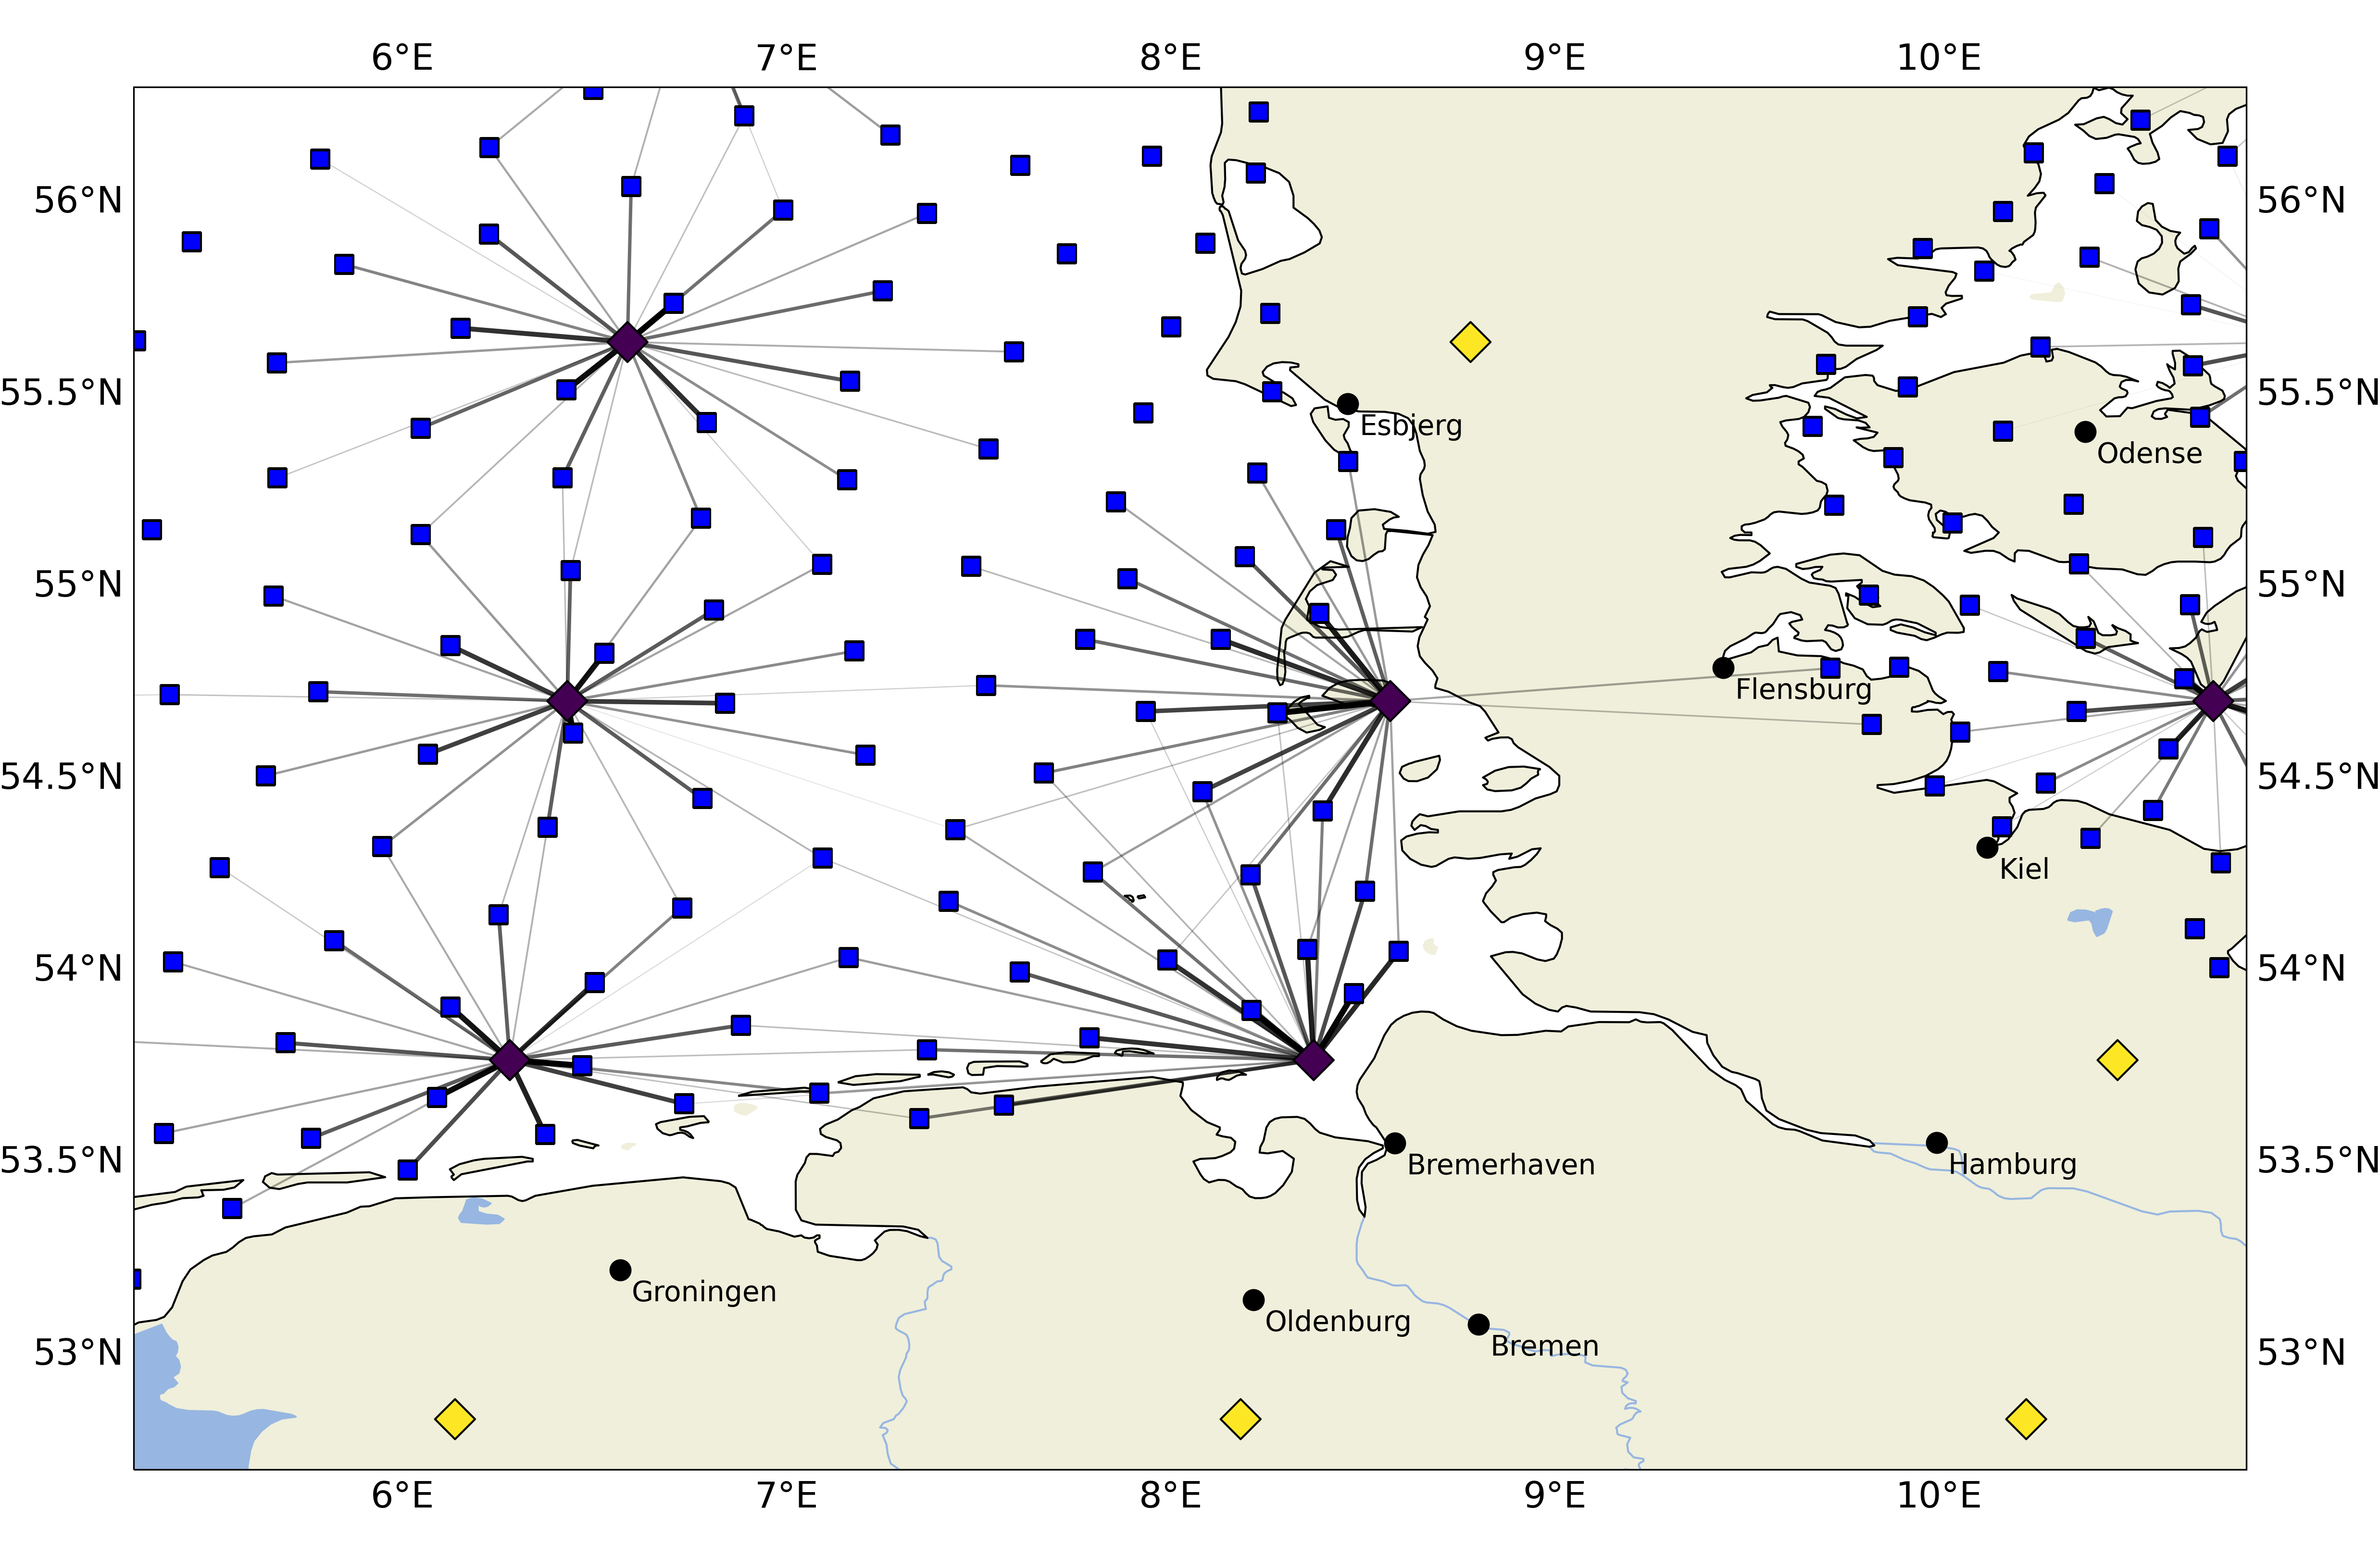 6°E 7°E 8°E 9°E 10°E
56°N 56°N
55.5°N 55.5°N
Esbjerg
Odense
55°N 55°N
Flensburg
54.5°N 54.5°N
Kiel
54°N 54°N
53.5°N 53.5°N
Bremerhaven Hamburg
Groningen
Oldenburg
Bremen
53°N 53°N
6°E 7°E 8°E 9°E 10°E